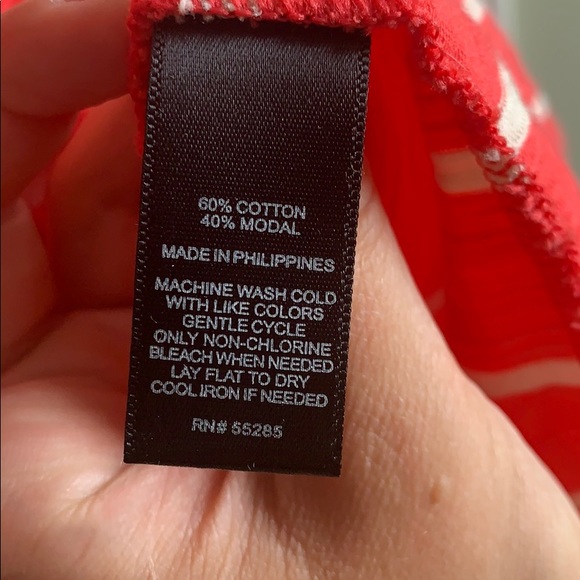 60% COTTON
40% MODAL
MADE IN PHILIPPINES
MACHINE WASH COLD
WITH LIKE COLORS
GENTLE CYCLE
ONLY NON-CHLORINE
BLEACH WHEN NEEDED
LAY FLAT TO DRY
COOL IRON IF NEEDED
RN# 55285